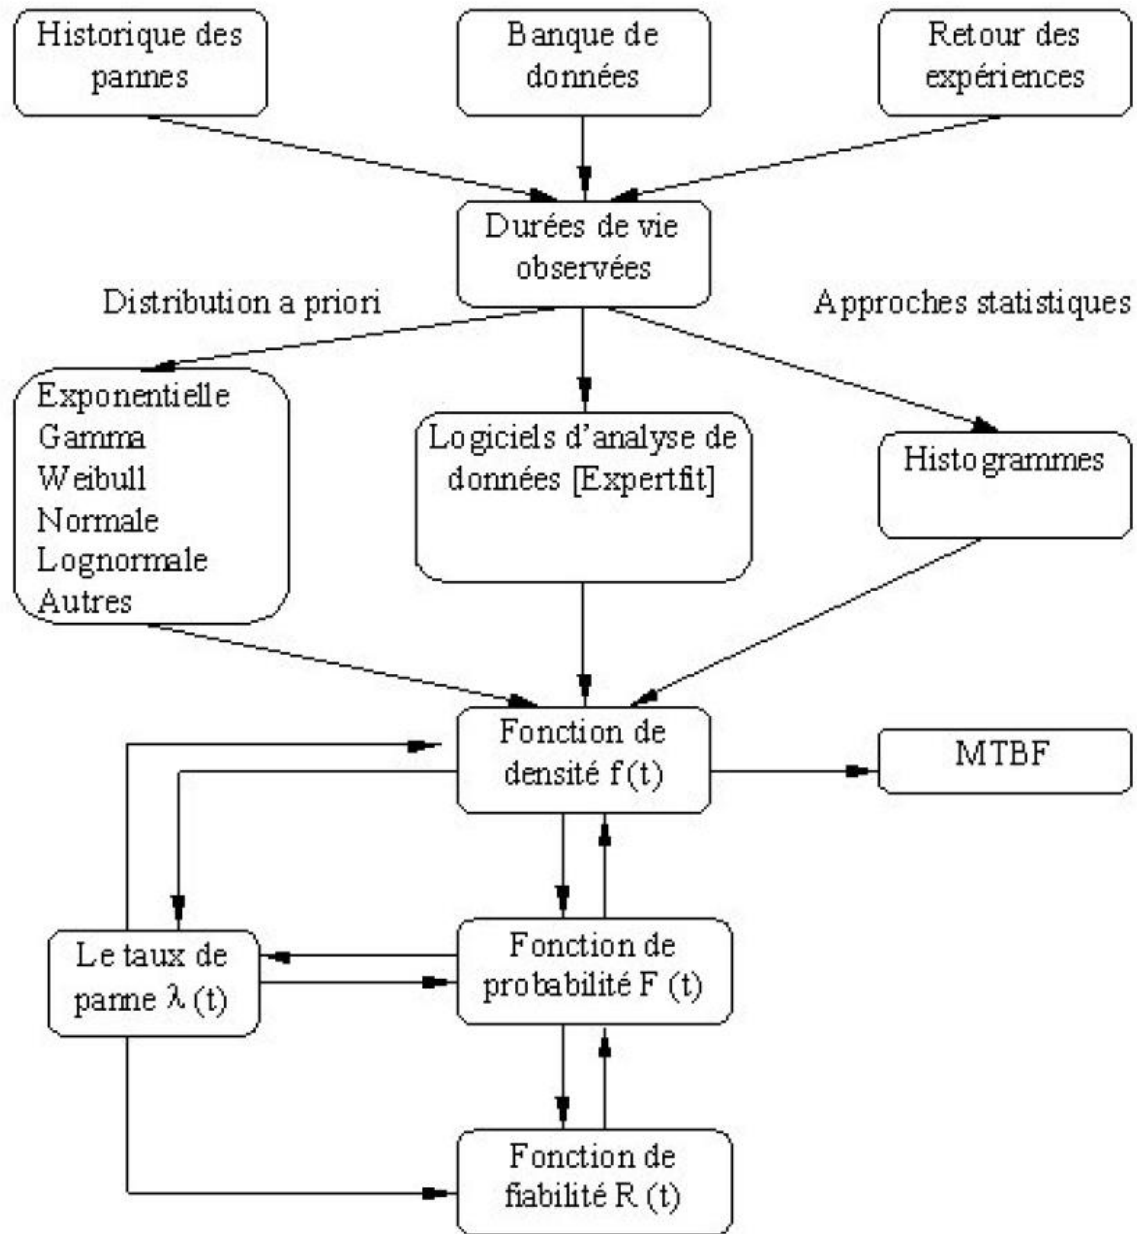 Historique des
pannes
Banque de
données
Retour des
expériences
Durées de vie
observées
Distribution a priori
Approches statistiques
Exponentielle
Gamma
Weibull
Normale
Lognormale
Autres
Logiciels d'analyse de
données [Expertfit]
Histogrammes
Fonction de
densité f(t)
MTBF
Le taux de
panne λ (t)
Fonction de
probabilité F (t)
Fonction de
fiabilité R (t)